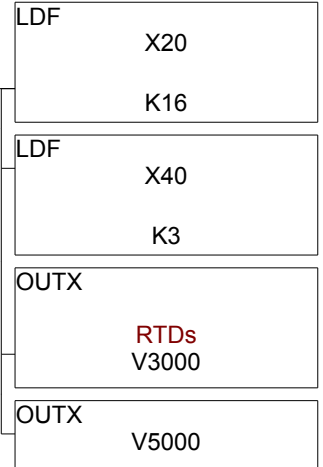 LDF
X20
K16
LDF
X40
K3
OUTX
RTDs
V3000
OUTX
V5000